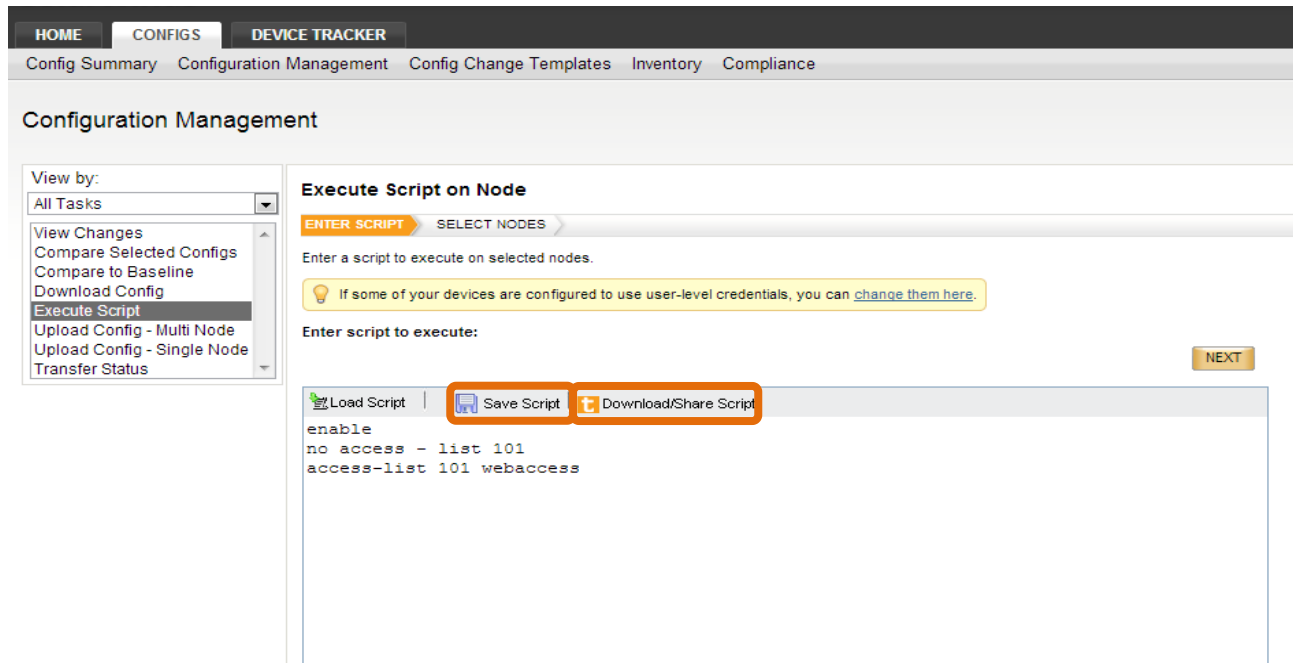 HOME CONFIGS DEVICE TRACKER
Config Summary Configuration Management Config Change Templates Inventory Compliance
Configuration Management
View by:
All Tasks
View Changes
Compare Selected Configs
Compare to Baseline
Download Config
Execute Script
Upload Config - Multi Node
Upload Config - Single Node
Transfer Status
Execute Script on Node
ENTER SCRIPT SELECT NODES
Enter a script to execute on selected nodes.
If some of your devices are configured to use user-level credentials, you can change them here.
Enter script to execute:
NEXT
Load Script Save Script t Download/Share Script
enable
no access - list 101
access-list 101 webaccess